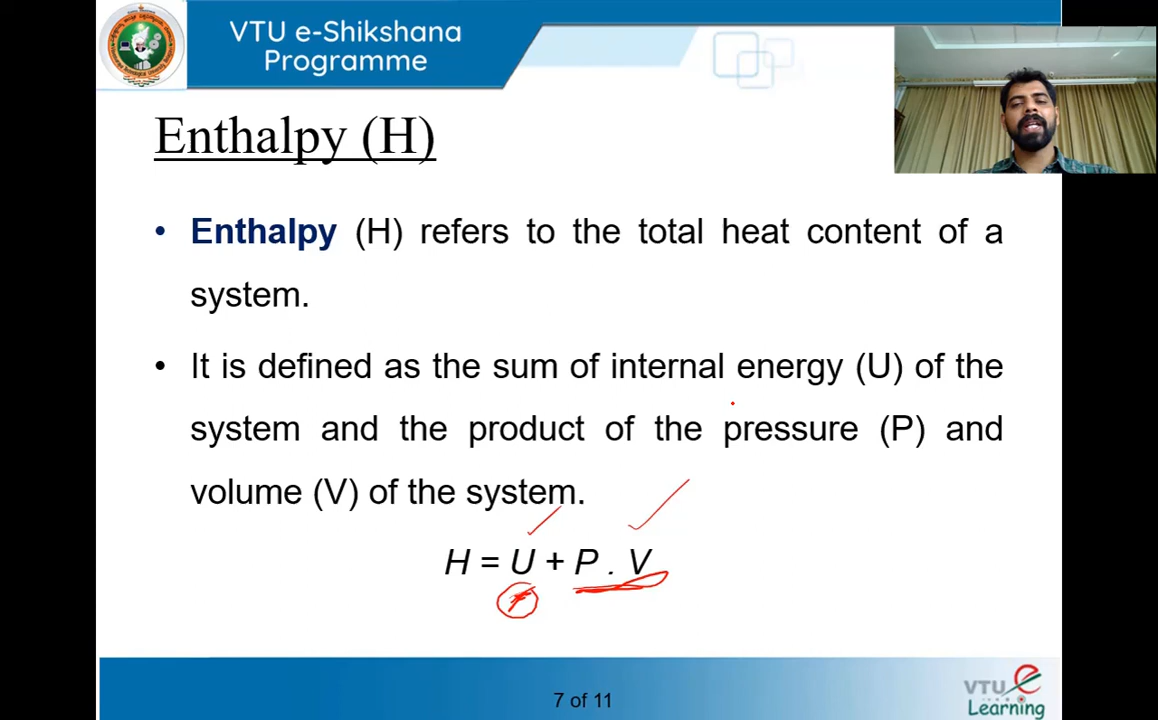 VTU e-Shikshana
Programme
Enthalpy (H)
• Enthalpy (H) refers to the total heat content of a
system.
• It is defined as the sum of internal energy (U) of the
system and the product of the pressure (P) and
volume (V) of the system.
H = U + P . V
7 of 11
VTU e
Learning